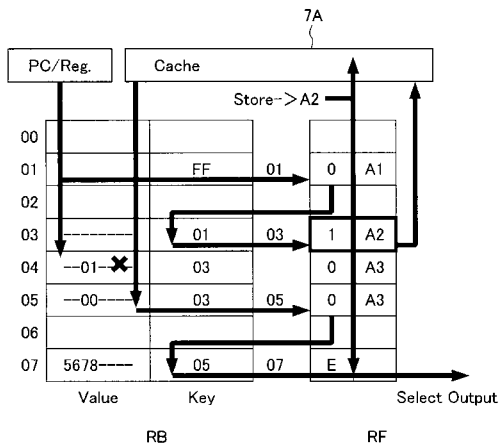 7A
PC/Reg. Cache
Store->A2
00
01 FF 01 0 A1
02
03 -------- 01 03 1 A2
04 --01---- 03 0 A3
05 --00---- 03 05 0 A3
06
07 5678---- 05 07 E
Value Key Select Output
RB RF